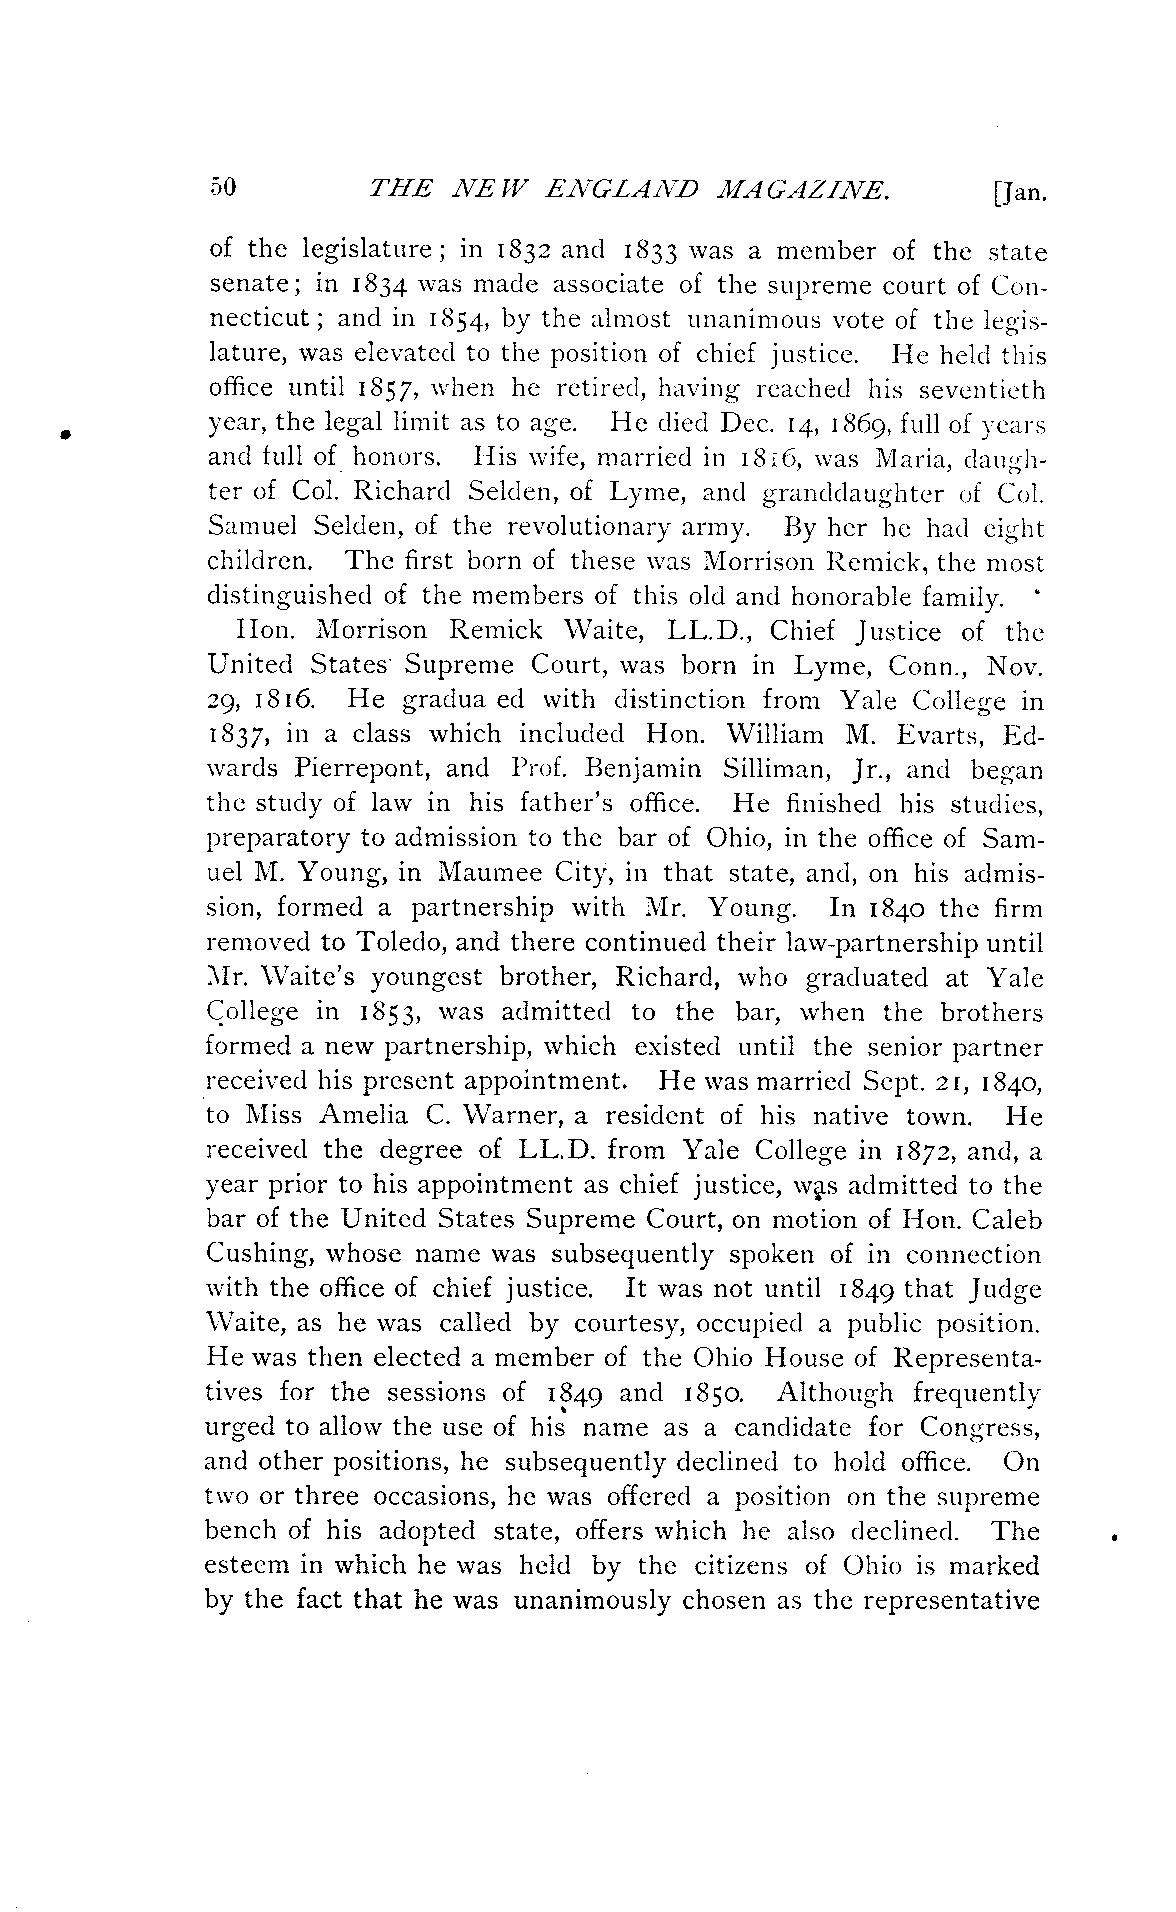 50 THE NEW ENGLAND MAGAZINE. [Jan.
of the legislature; in 1832 and 1833 was a member of the state
senate; in 1834 was made associate of the supreme court of Con-
necticut; and in 1854, by the almost unanimous vote of the legis-
lature, was elevated to the position of chief justice. He held this
office until 1857, when he retired, having reached his seventieth
year, the legal limit as to age. He died Dec. 14, 1869, full of years
and full of honors. His wife, married in 1816, was Maria, daugh-
ter of Col. Richard Selden, of Lyme, and granddaughter of Col.
Samuel Selden, of the revolutionary army. By her he had eight
children. The first born of these was Morrison Remick, the most
distinguished of the members of this old and honorable family.
Hon. Morrison Remick Waite, LL.D., Chief Justice of the
United States Supreme Court, was born in Lyme, Conn., Nov.
29, 1816. He gradua ed with distinction from Yale College in
1837, in a class which included Hon. William M. Evarts, Ed-
wards Pierrepont, and Prof. Benjamin Silliman, Jr., and began
the study of law in his father's office. He finished his studies,
preparatory to admission to the bar of Ohio, in the office of Sam-
uel M. Young, in Maumee City, in that state, and, on his admis-
sion, formed a partnership with Mr. Young. In 1840 the firm
removed to Toledo, and there continued their law-partnership until
Mr. Waite's youngest brother, Richard, who graduated at Yale
College in 1853, was admitted to the bar, when the brothers
formed a new partnership, which existed until the senior partner
received his present appointment. He was married Sept. 21, 1840,
to Miss Amelia C. Warner, a resident of his native town. He
received the degree of LL.D. from Yale College in 1872, and, a
year prior to his appointment as chief justice, was admitted to the
bar of the United States Supreme Court, on motion of Hon. Caleb
Cushing, whose name was subsequently spoken of in connection
with the office of chief justice. It was not until 1849 that Judge
Waite, as he was called by courtesy, occupied a public position.
He was then elected a member of the Ohio House of Representa-
tives for the sessions of 1849 and 1850. Although frequently
urged to allow the use of his name as a candidate for Congress,
and other positions, he subsequently declined to hold office. On
two or three occasions, he was offered a position on the supreme
bench of his adopted state, offers which he also declined. The
esteem in which he was held by the citizens of Ohio is marked
by the fact that he was unanimously chosen as the representative